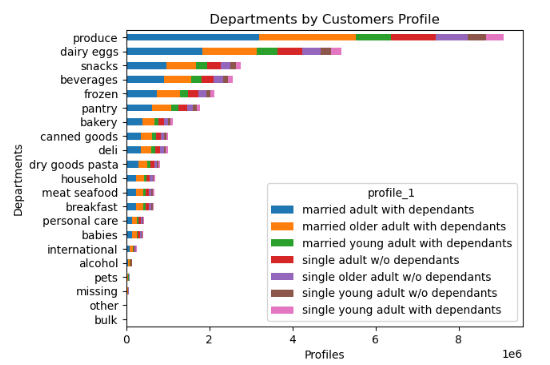 Departments by Customers Profile
Departments
produce
dairy eggs
snacks
beverages
frozen
pantry
bakery
canned goods
deli
dry goods pasta
household
meat seafood
breakfast
personal care
babies
international
alcohol
pets
missing
other
bulk
profile_1
married adult with dependants
married older adult with dependants
married young adult with dependants
single adult w/o dependants
single older adult w/o dependants
single young adult w/o dependants
single young adult with dependants
0 2 4 6 8
1e6
Profiles